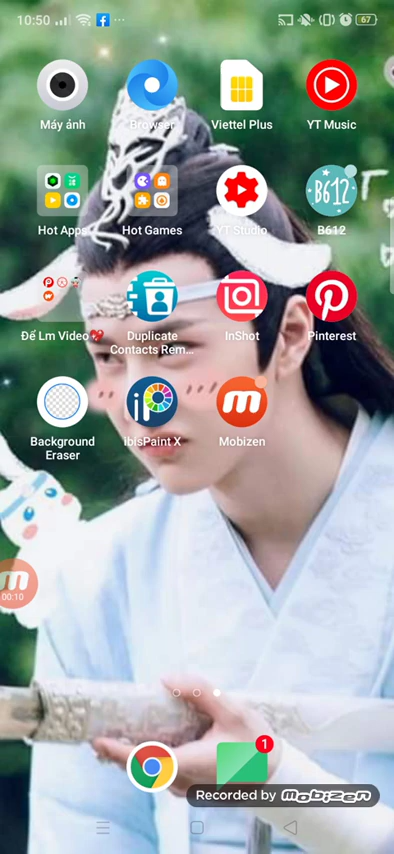 10:50
67
Máy ảnh
Browser
Viettel Plus
YT Music
Hot Apps
Hot Games
YT Studio
B612
B612
Để Lm Video
Duplicate
Contacts Rem...
InShot
Pinterest
Background
Eraser
ibisPaint X
Mobizen
00:10
1
Recorded by mobizen